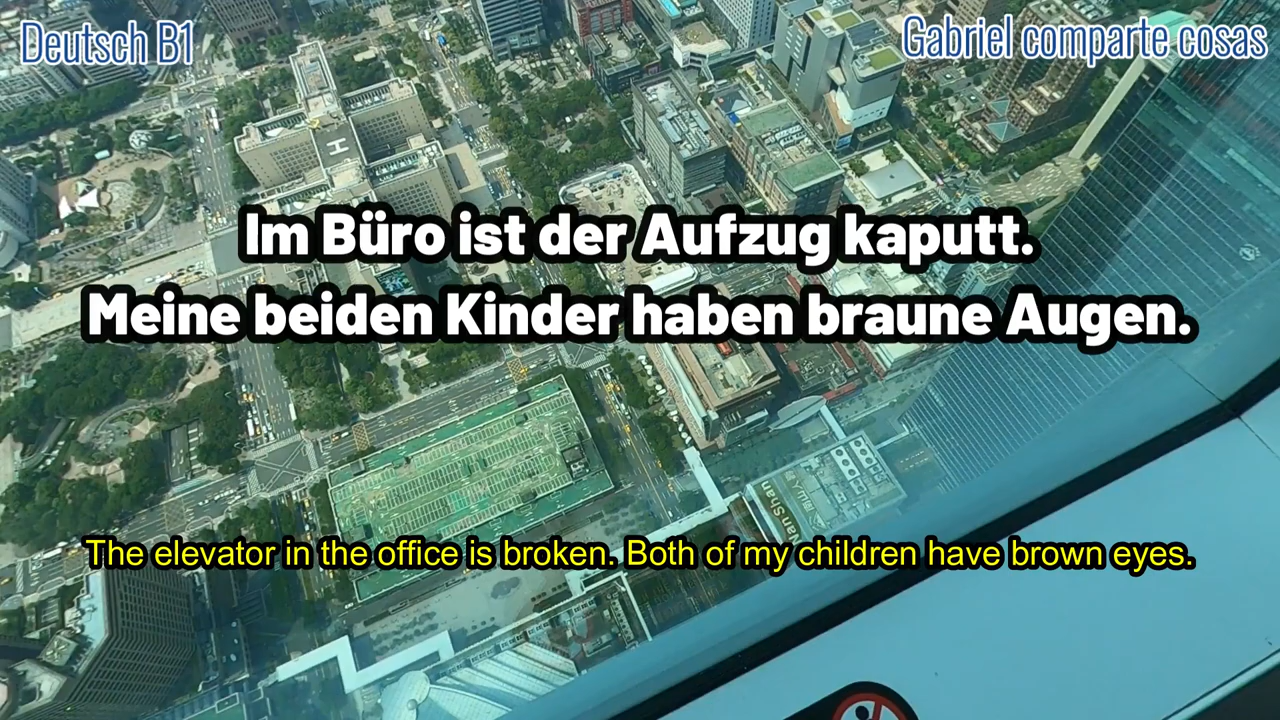 Deutsch B1
Gabriel comparte cosas
Im Büro ist der Aufzug kaputt.
Meine beiden Kinder haben braune Augen.
H
The elevator in the office is broken. Both of my children have brown eyes.